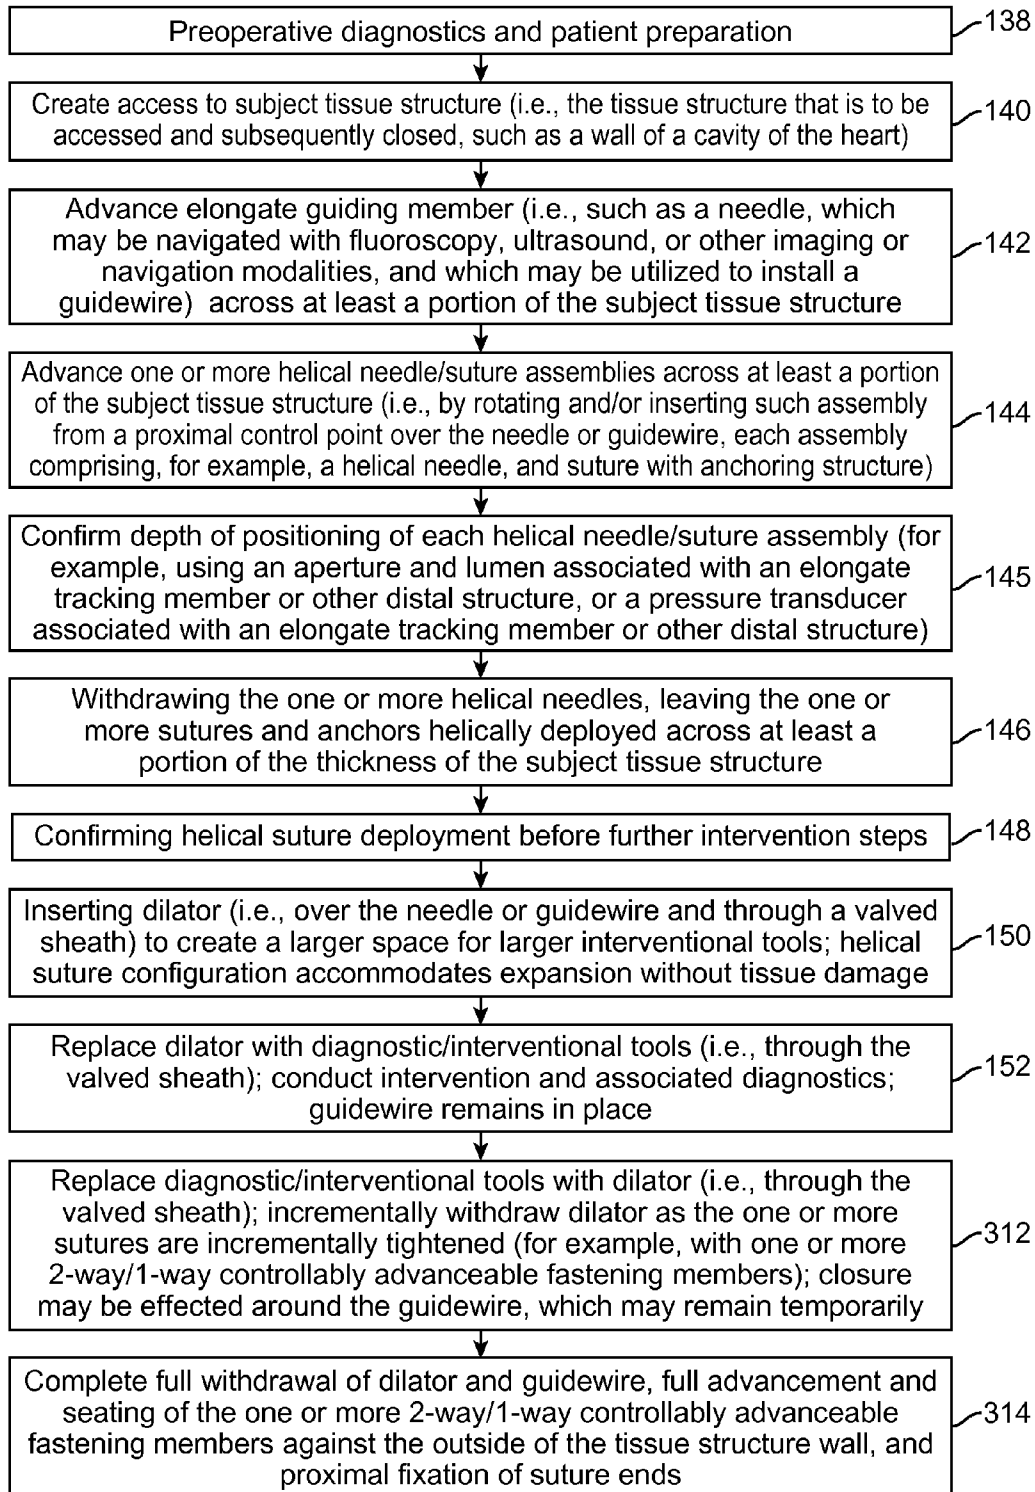 Preoperative diagnostics and patient preparation
138
Create access to subject tissue structure (i.e., the tissue structure that is to be
accessed and subsequently closed, such as a wall of a cavity of the heart)
140
Advance elongate guiding member (i.e., such as a needle, which
may be navigated with fluoroscopy, ultrasound, or other imaging or
navigation modalities, and which may be utilized to install a
guidewire) across at least a portion of the subject tissue structure
142
Advance one or more helical needle/suture assemblies across at least a portion
of the subject tissue structure (i.e., by rotating and/or inserting such assembly
from a proximal control point over the needle or guidewire, each assembly
comprising, for example, a helical needle, and suture with anchoring structure)
144
Confirm depth of positioning of each helical needle/suture assembly (for
example, using an aperture and lumen associated with an elongate
tracking member or other distal structure, or a pressure transducer
associated with an elongate tracking member or other distal structure)
145
Withdrawing the one or more helical needles, leaving the one or
more sutures and anchors helically deployed across at least a
portion of the thickness of the subject tissue structure
146
Confirming helical suture deployment before further intervention steps
148
Inserting dilator (i.e., over the needle or guidewire and through a valved
sheath) to create a larger space for larger interventional tools; helical
suture configuration accommodates expansion without tissue damage
150
Replace dilator with diagnostic/interventional tools (i.e., through the
valved sheath); conduct intervention and associated diagnostics;
guidewire remains in place
152
Replace diagnostic/interventional tools with dilator (i.e., through the
valved sheath); incrementally withdraw dilator as the one or more
sutures are incrementally tightened (for example, with one or more
2-way/1-way controllably advanceable fastening members); closure
may be effected around the guidewire, which may remain temporarily
312
Complete full withdrawal of dilator and guidewire, full advancement and
seating of the one or more 2-way/1-way controllably advanceable
fastening members against the outside of the tissue structure wall, and
proximal fixation of suture ends
314